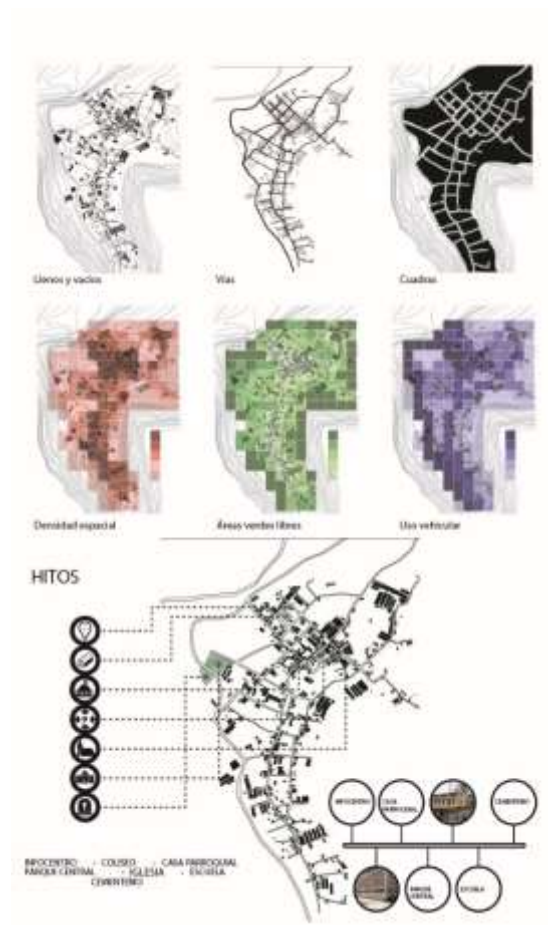 Llenos y vacíos
Vías
Cuadras
Densidad espacial
Áreas verdes libres
Uso vehicular
HITOS
INFOCENTRO
CASA PARROQUIAL
CEMENTERIO
PARQUE CENTRAL
ESCUELA
INFOCENTRO · COLISEO · CASA PARROQUIAL
PARQUE CENTRAL · IGLESIA · ESCUELA
CEMENTERIO